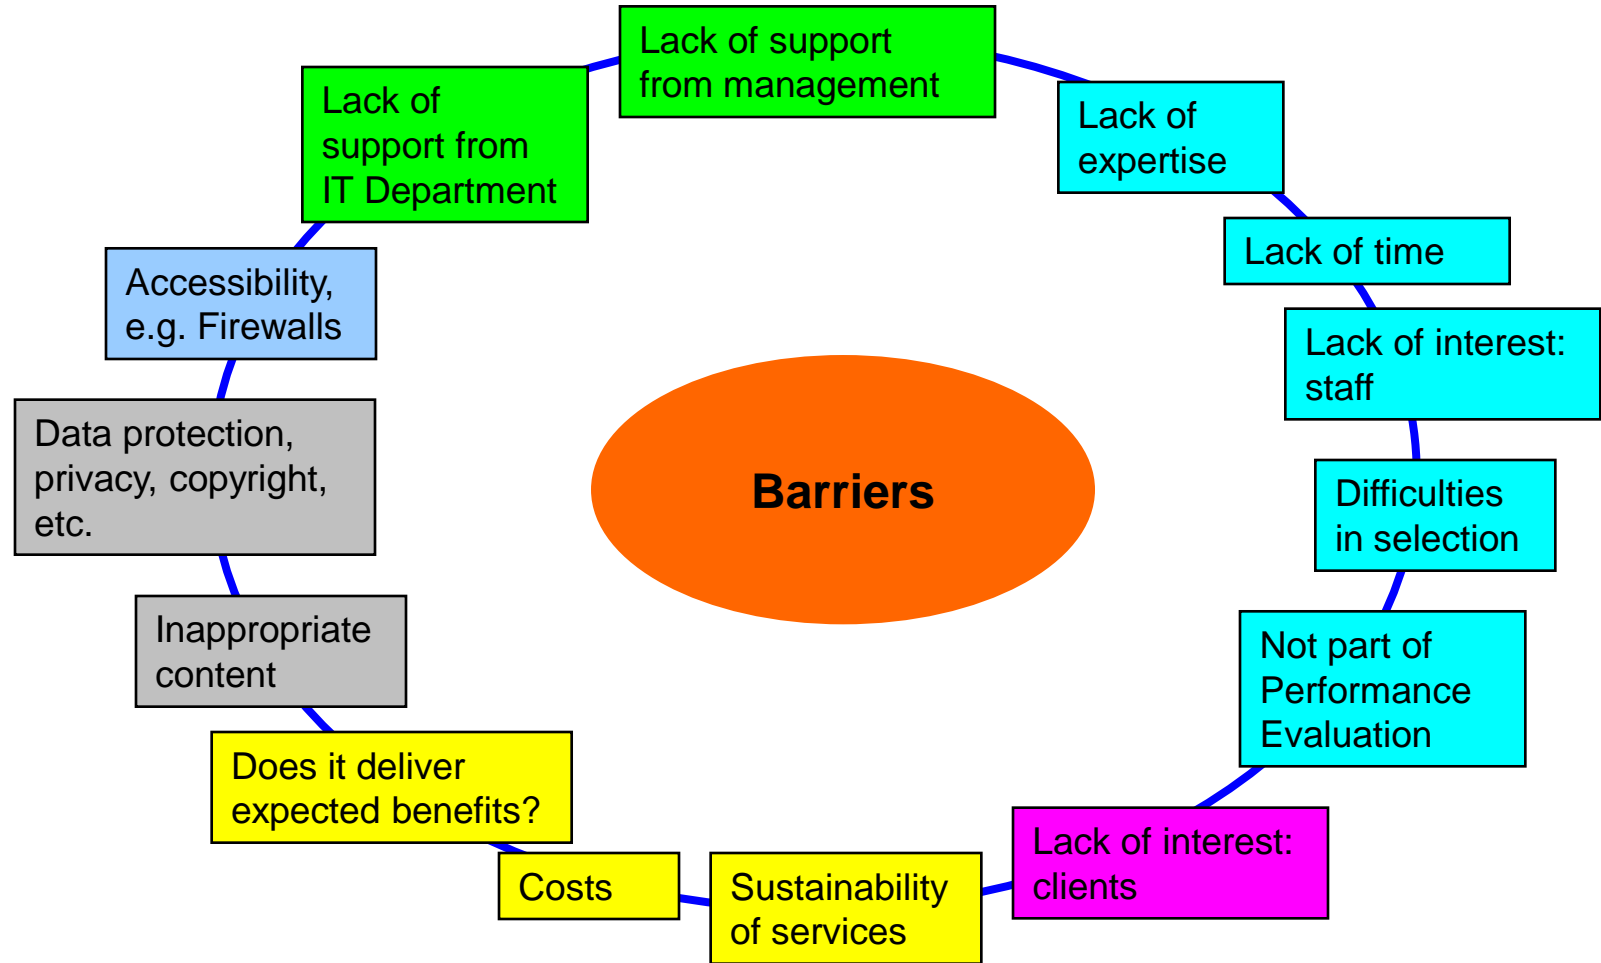 Lack of support
from management
Lack of
expertise
Lack of time
Lack of interest:
staff
Difficulties
in selection
Not part of
Performance
Evaluation
Lack of interest:
clients
Sustainability
of services
Costs
Does it deliver
expected benefits?
Inappropriate
content
Data protection,
privacy, copyright,
etc.
Accessibility,
e.g. Firewalls
Lack of
support from
IT Department
Barriers